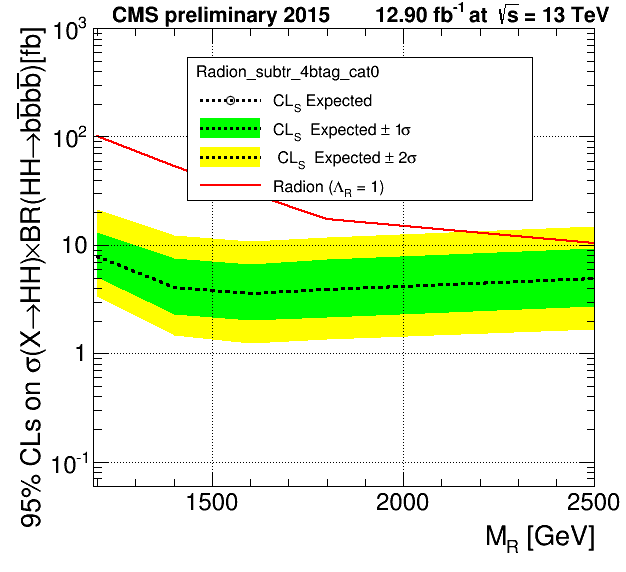 CMS preliminary 2015 12.90 fb⁻¹ at √s = 13 TeV
95% CLs on σ(X→HH)×BR(HH→bb̅bb̅)[fb]
10³
10²
10
1
10⁻¹
Radion_subtr_4btag_cat0
CLₛ Expected
CLₛ Expected ± 1σ
CLₛ Expected ± 2σ
Radion (Λ_R = 1)
1500 2000 2500
M_R [GeV]